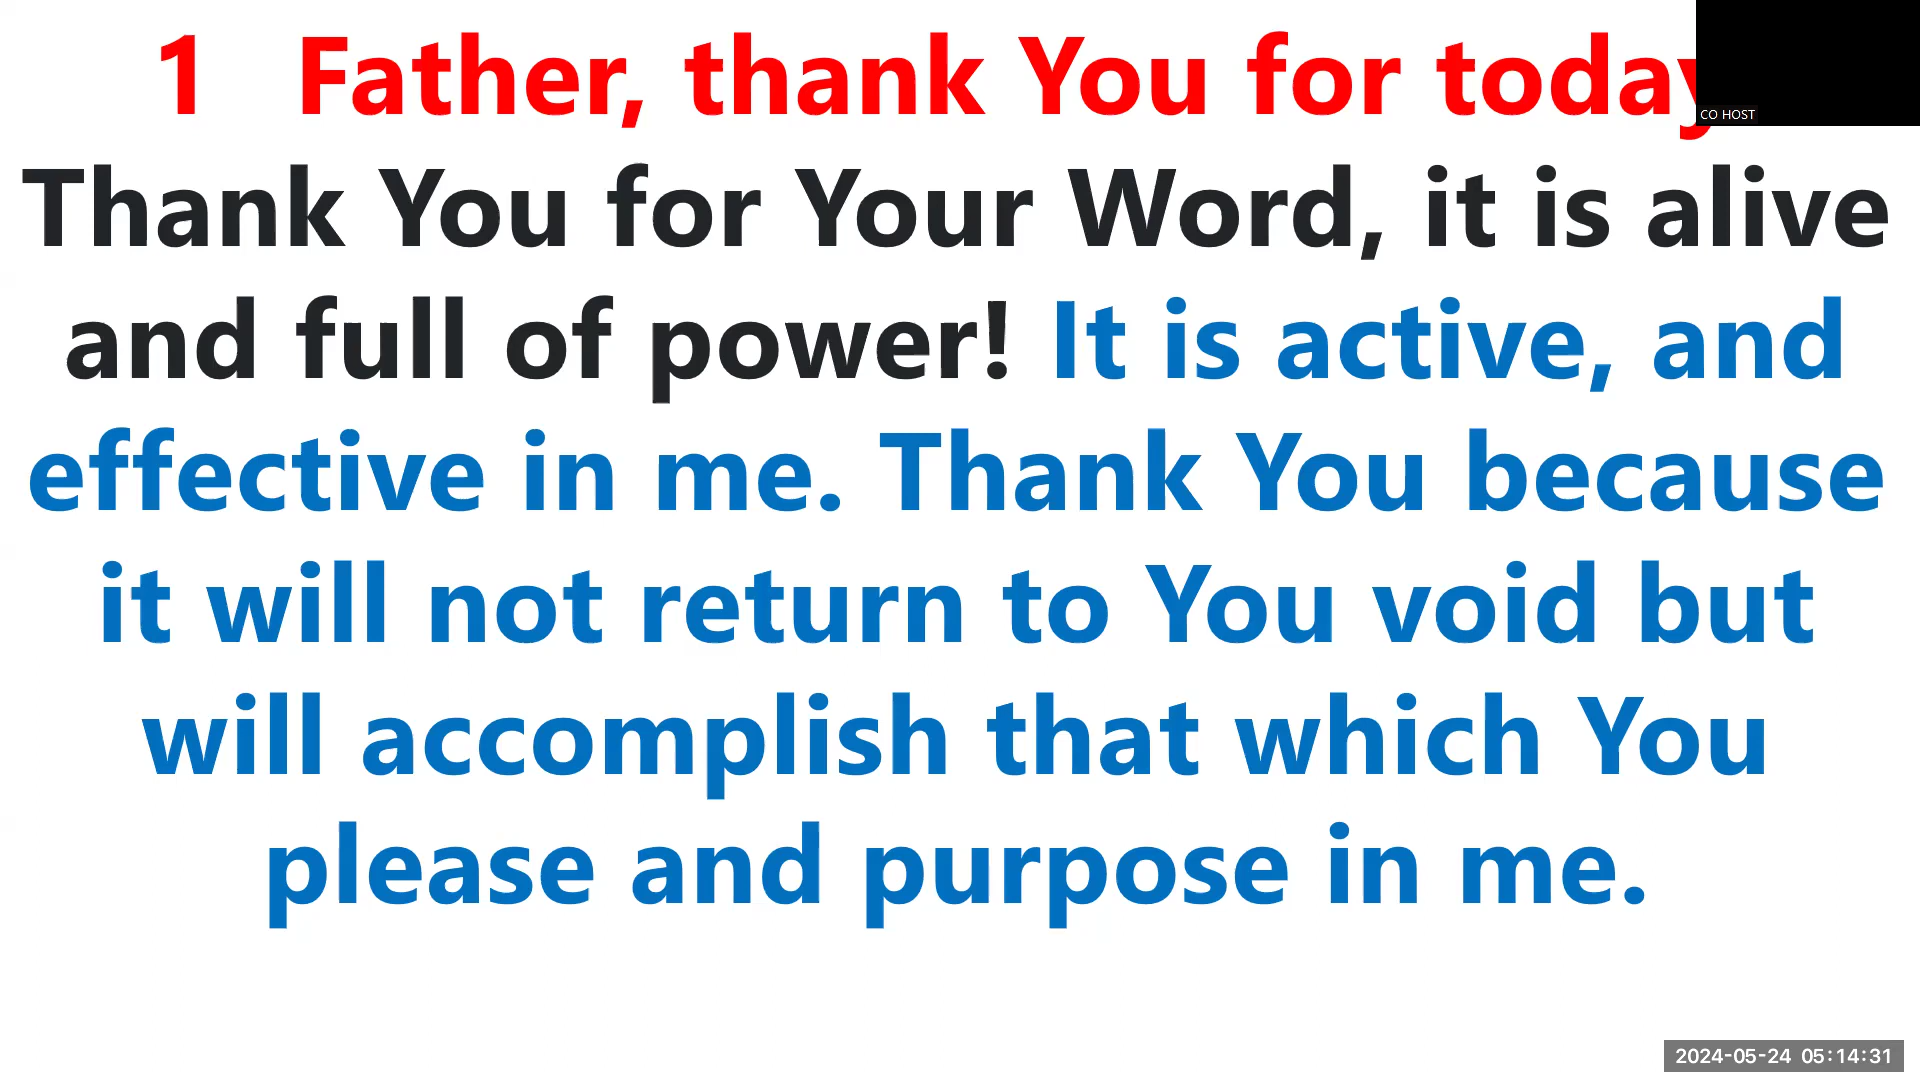 1 Father, thank You for today
CO HOST
Thank You for Your Word, it is alive
and full of power! It is active, and
effective in me. Thank You because
it will not return to You void but
will accomplish that which You
please and purpose in me.
2024-05-24 05:14:31